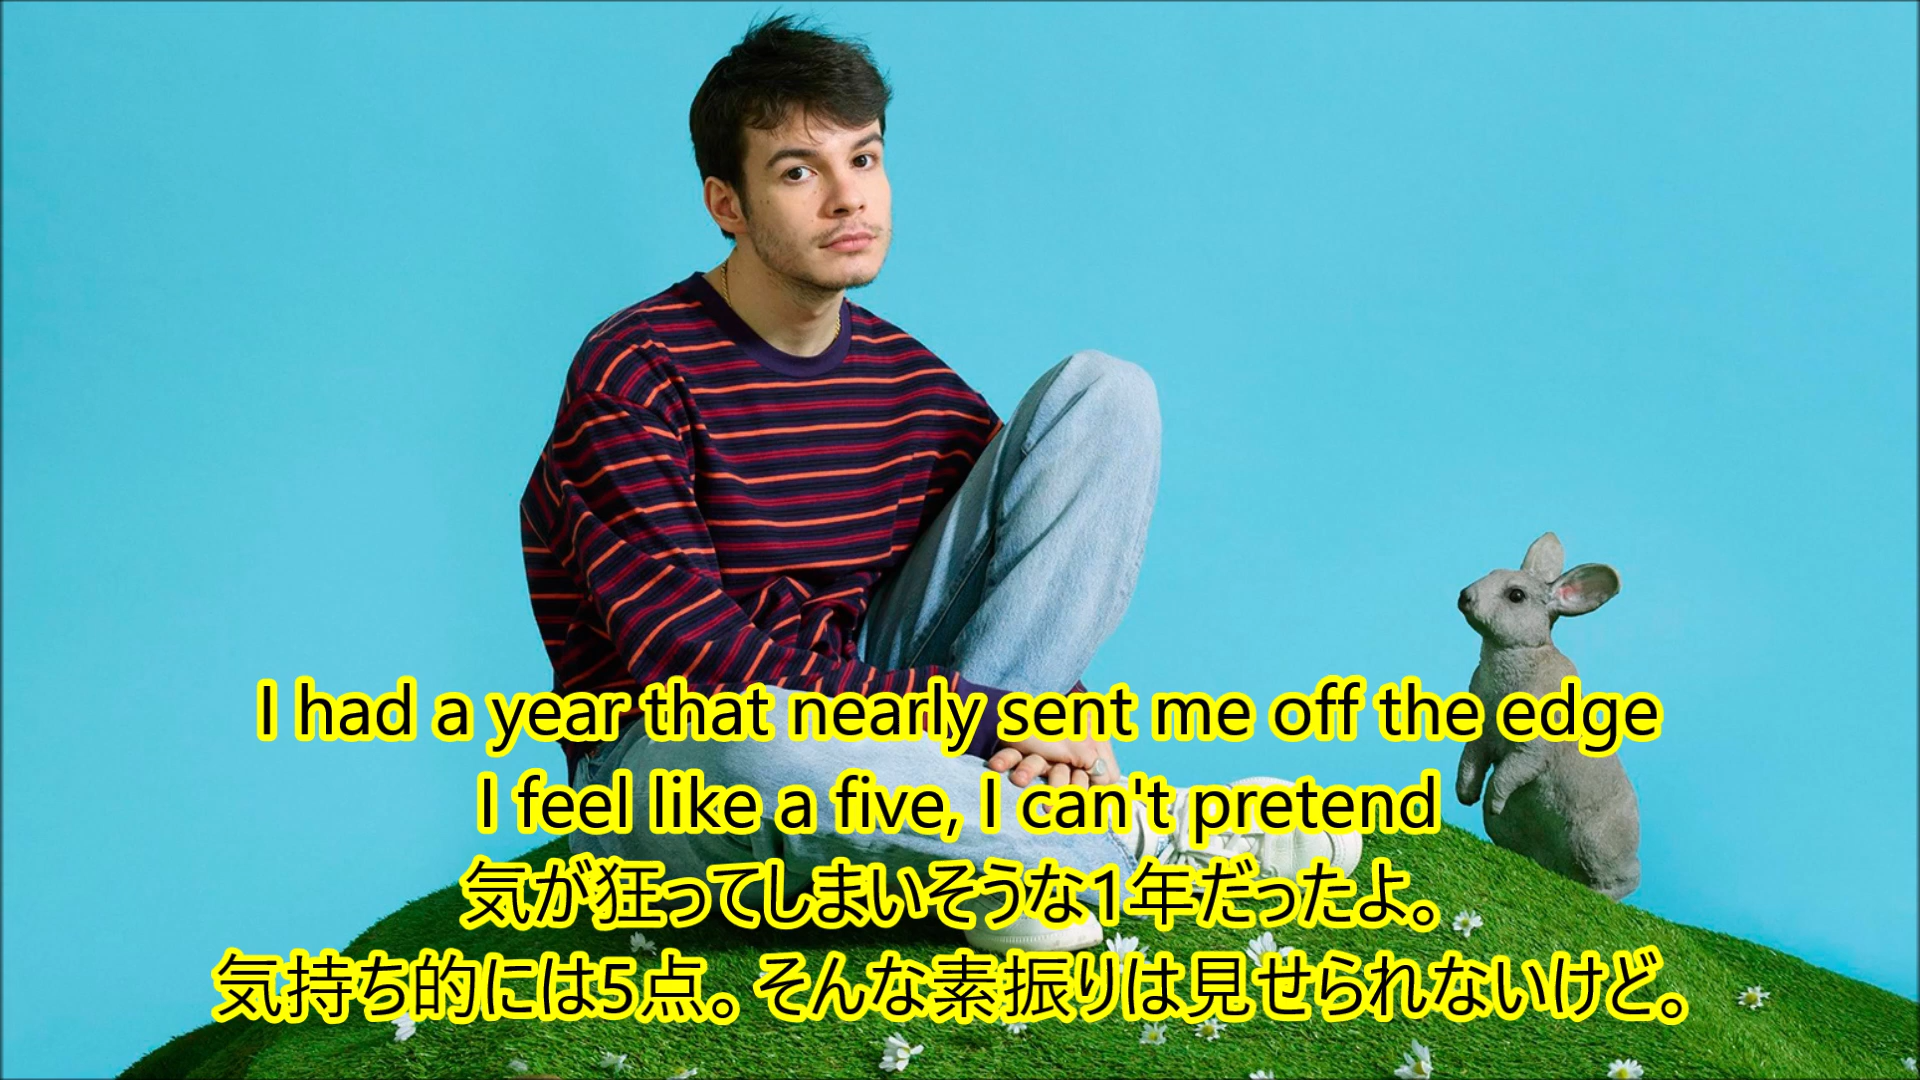 I had a year that nearly sent me off the edge
I feel like a five, I can't pretend
気が狂ってしまいそうな1年だったよ。
気持ち的には5点。そんな素振りは見せられないけど。